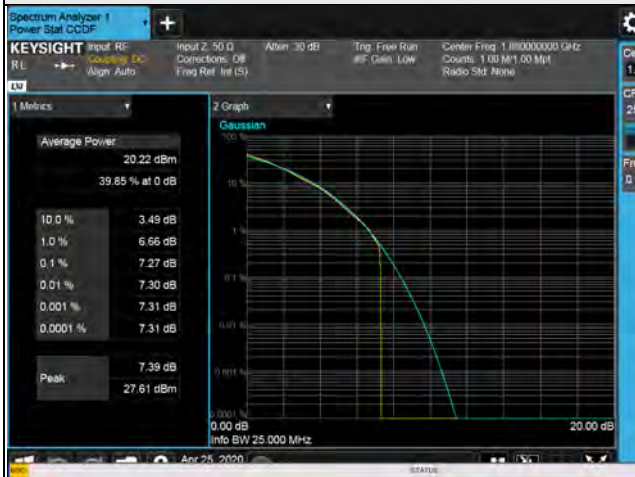 Spectrum Analyzer 1
Power Stat CCDF
KEYSIGHT
RL
Input: RF
Coupling: DC
Align: Auto
Input Z: 50 Ω
Corrections: Off
Freq Ref: Int (S)
Atten: 30 dB
Trig: Free Run
#IF Gain: Low
Counts: 1.00 M/1.00 Mpt
Radio Std: None
1 Metrics
Average Power
20.22 dBm
39.85 % at 0 dB
10.0 % 3.49 dB
1.0 % 6.66 dB
0.1 % 7.27 dB
0.01 % 7.30 dB
0.001 % 7.31 dB
0.0001 % 7.31 dB
Peak
7.39 dB
27.61 dBm
2 Graph
Gaussian
100 %
10 %
1 %
0.1 %
0.01 %
0.001 %
0.0001 %
0.00 dB
20.00 dB
Info BW 25.000 MHz
Apr 25, 2020
MSG
STATUS